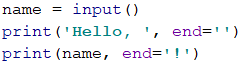 name = input()
print('Hello, ', end='')
print(name, end='!')